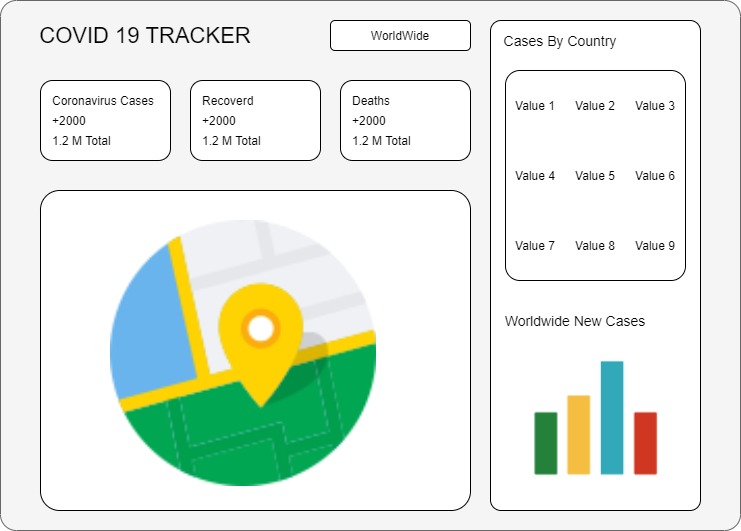 COVID 19 TRACKER
WorldWide
Coronavirus Cases
+2000
1.2 M Total
Recoverd
+2000
1.2 M Total
Deaths
+2000
1.2 M Total
Cases By Country
Value 1 Value 2 Value 3
Value 4 Value 5 Value 6
Value 7 Value 8 Value 9
Worldwide New Cases